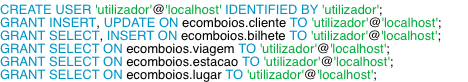 CREATE USER 'utilizador'@'localhost' IDENTIFIED BY 'utilizador';
GRANT INSERT, UPDATE ON ecomboios.cliente TO 'utilizador'@'localhost';
GRANT SELECT, INSERT ON ecomboios.bilhete TO 'utilizador'@'localhost';
GRANT SELECT ON ecomboios.viagem TO 'utilizador'@'localhost';
GRANT SELECT ON ecomboios.estacao TO 'utilizador'@'localhost';
GRANT SELECT ON ecomboios.lugar TO 'utilizador'@'localhost';